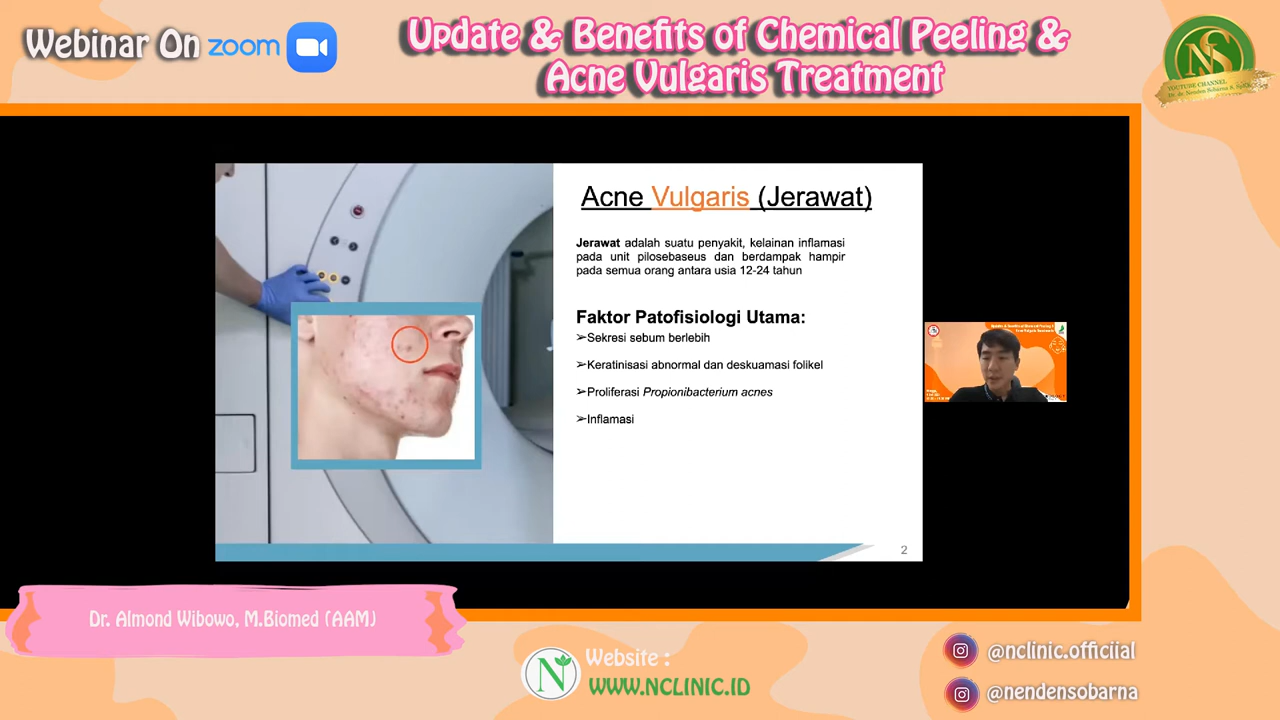 Webinar On zoom
Update & Benefits of Chemical Peeling &
Acne Vulgaris Treatment
NS
YOUTUBE CHANNEL
Acne Vulgaris (Jerawat)
Jerawat adalah suatu penyakit, kelainan inflamasi
pada unit pilosebaseus dan berdampak hampir
pada semua orang antara usia 12-24 tahun
Faktor Patofisiologi Utama:
➢Sekresi sebum berlebih
➢Keratinisasi abnormal dan deskuamasi folikel
➢Proliferasi Propionibacterium acnes
➢Inflamasi
2
Dr. Almond Wibowo, M.Biomed (AAM)
N
Website :
WWW.NCLINIC.ID
@nclinic.officiial
@nendensobarna